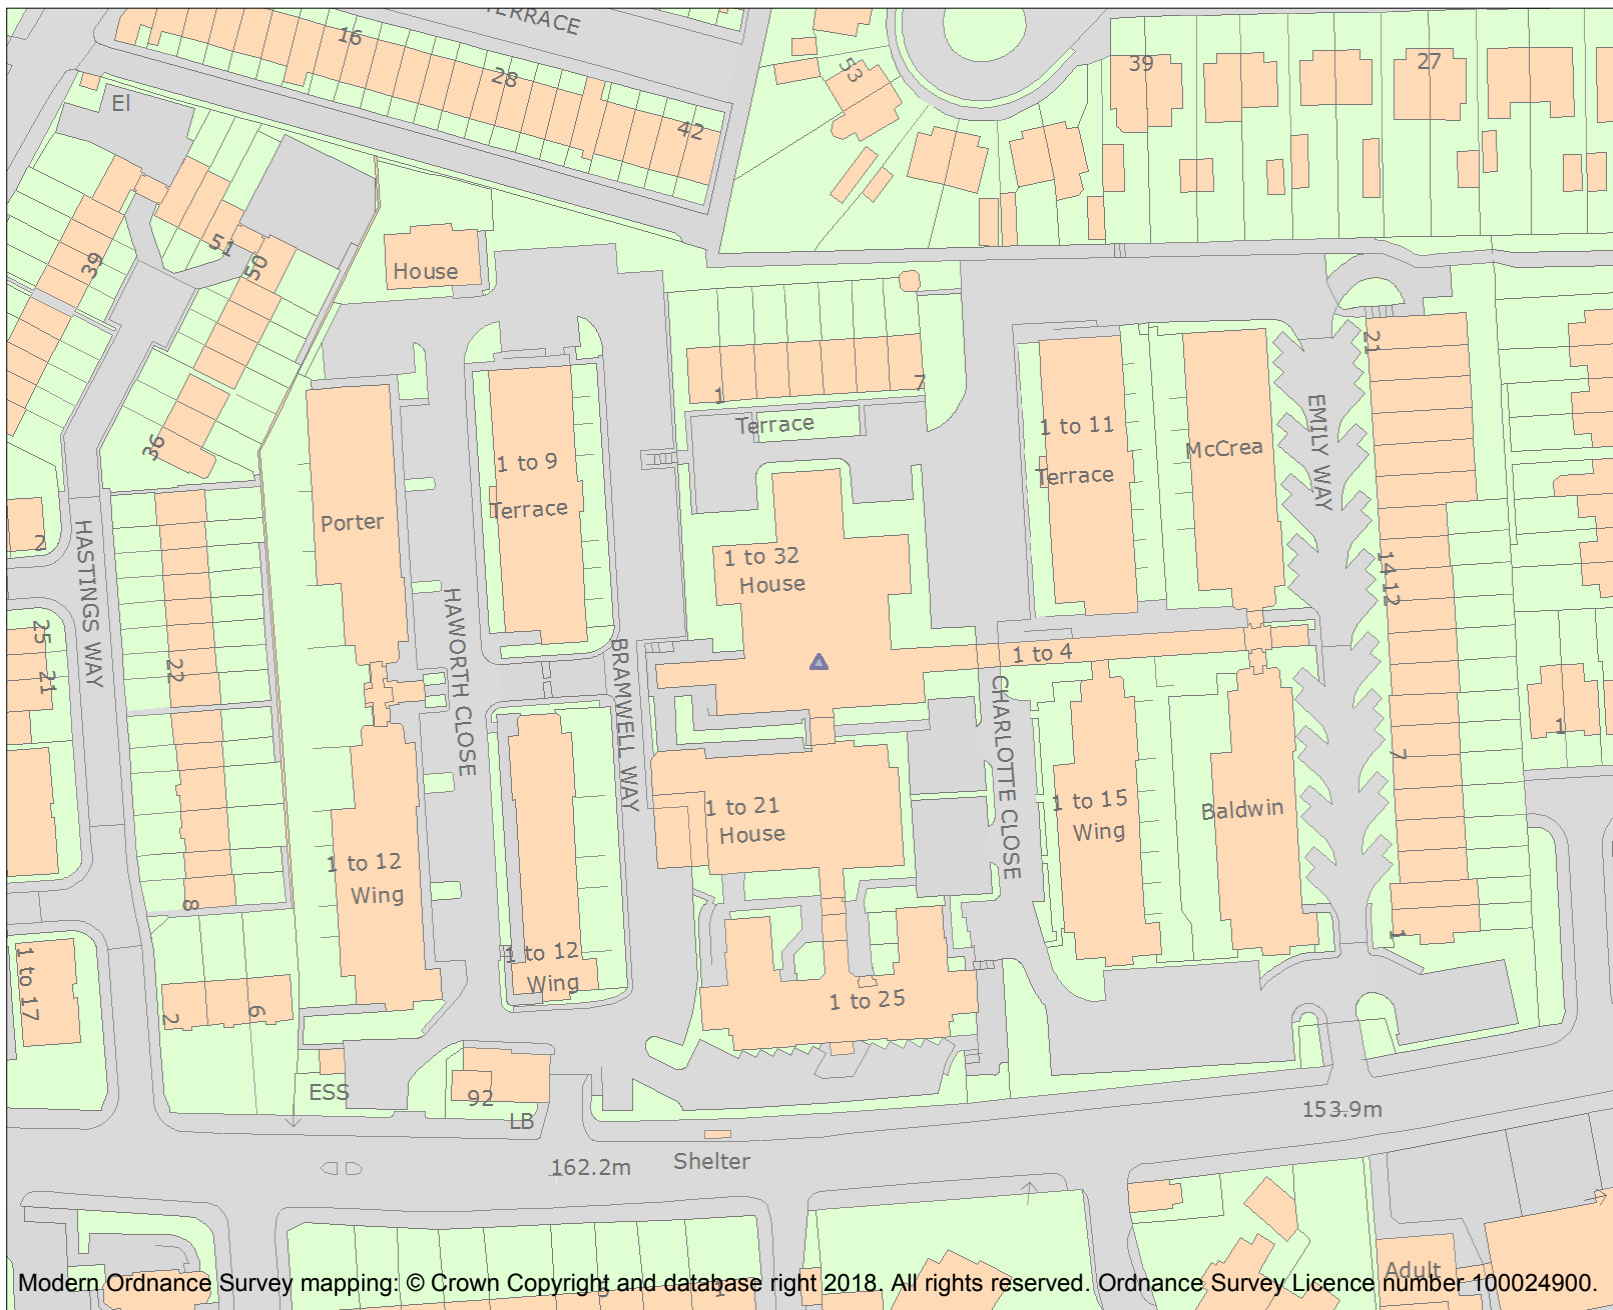 TERRACE
16
28
42
53
39
27
El
51
50
39
House
36
1
7
Terrace
21
EMILY WAY
1 to 9
Terrace
1 to 11
Terrace
McCrea
Porter
2
HASTINGS WAY
1 to 32
House
14
12
HAWORTH CLOSE
BRAMWELL WAY
25
21
22
1 to 4
CHARLOTTE CLOSE
1
7
1 to 21
House
1 to 15
Wing
Baldwin
1 to 12
Wing
8
1
1 to 12
Wing
1 to 17
2
6
1 to 25
ESS
92
LB
153.9m
162.2m
Shelter
Adult
3
1
Modern Ordnance Survey mapping: © Crown Copyright and database right 2018. All rights reserved. Ordnance Survey Licence number 100024900.